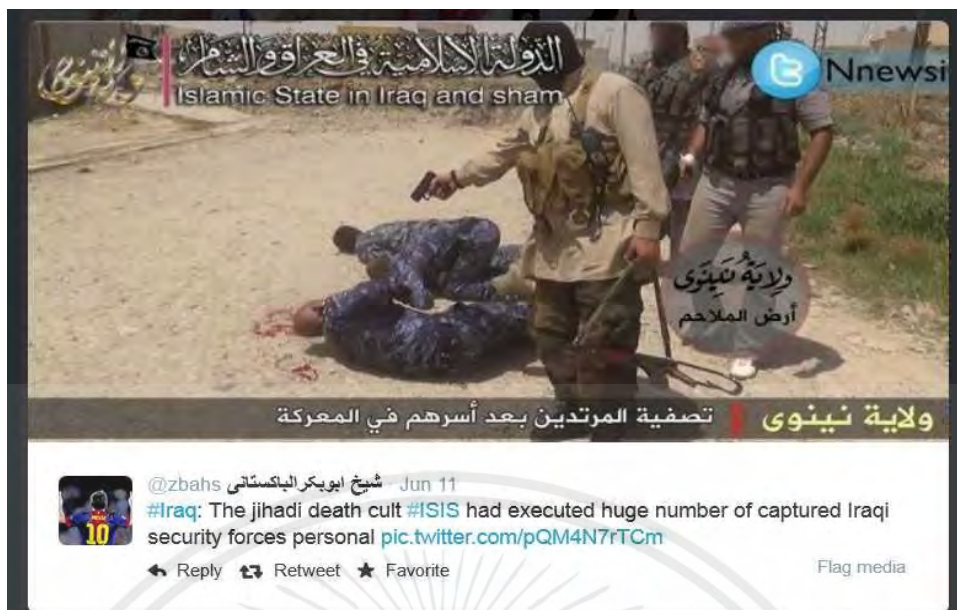 الدولة الإسلامية في العراق والشام
Islamic State in Iraq and sham
Nnewsi
ولاية نينوى
أرض الملاحم
ولاية نينوى | تصفية المرتدين بعد أسرهم في المعركة
10
@zbahs شيخ ابوبكر الباكستانى · Jun 11
#Iraq: The jihadi death cult #ISIS had executed huge number of captured Iraqi
security forces personal pic.twitter.com/pQM4N7rTCm
Reply Retweet Favorite
Flag media